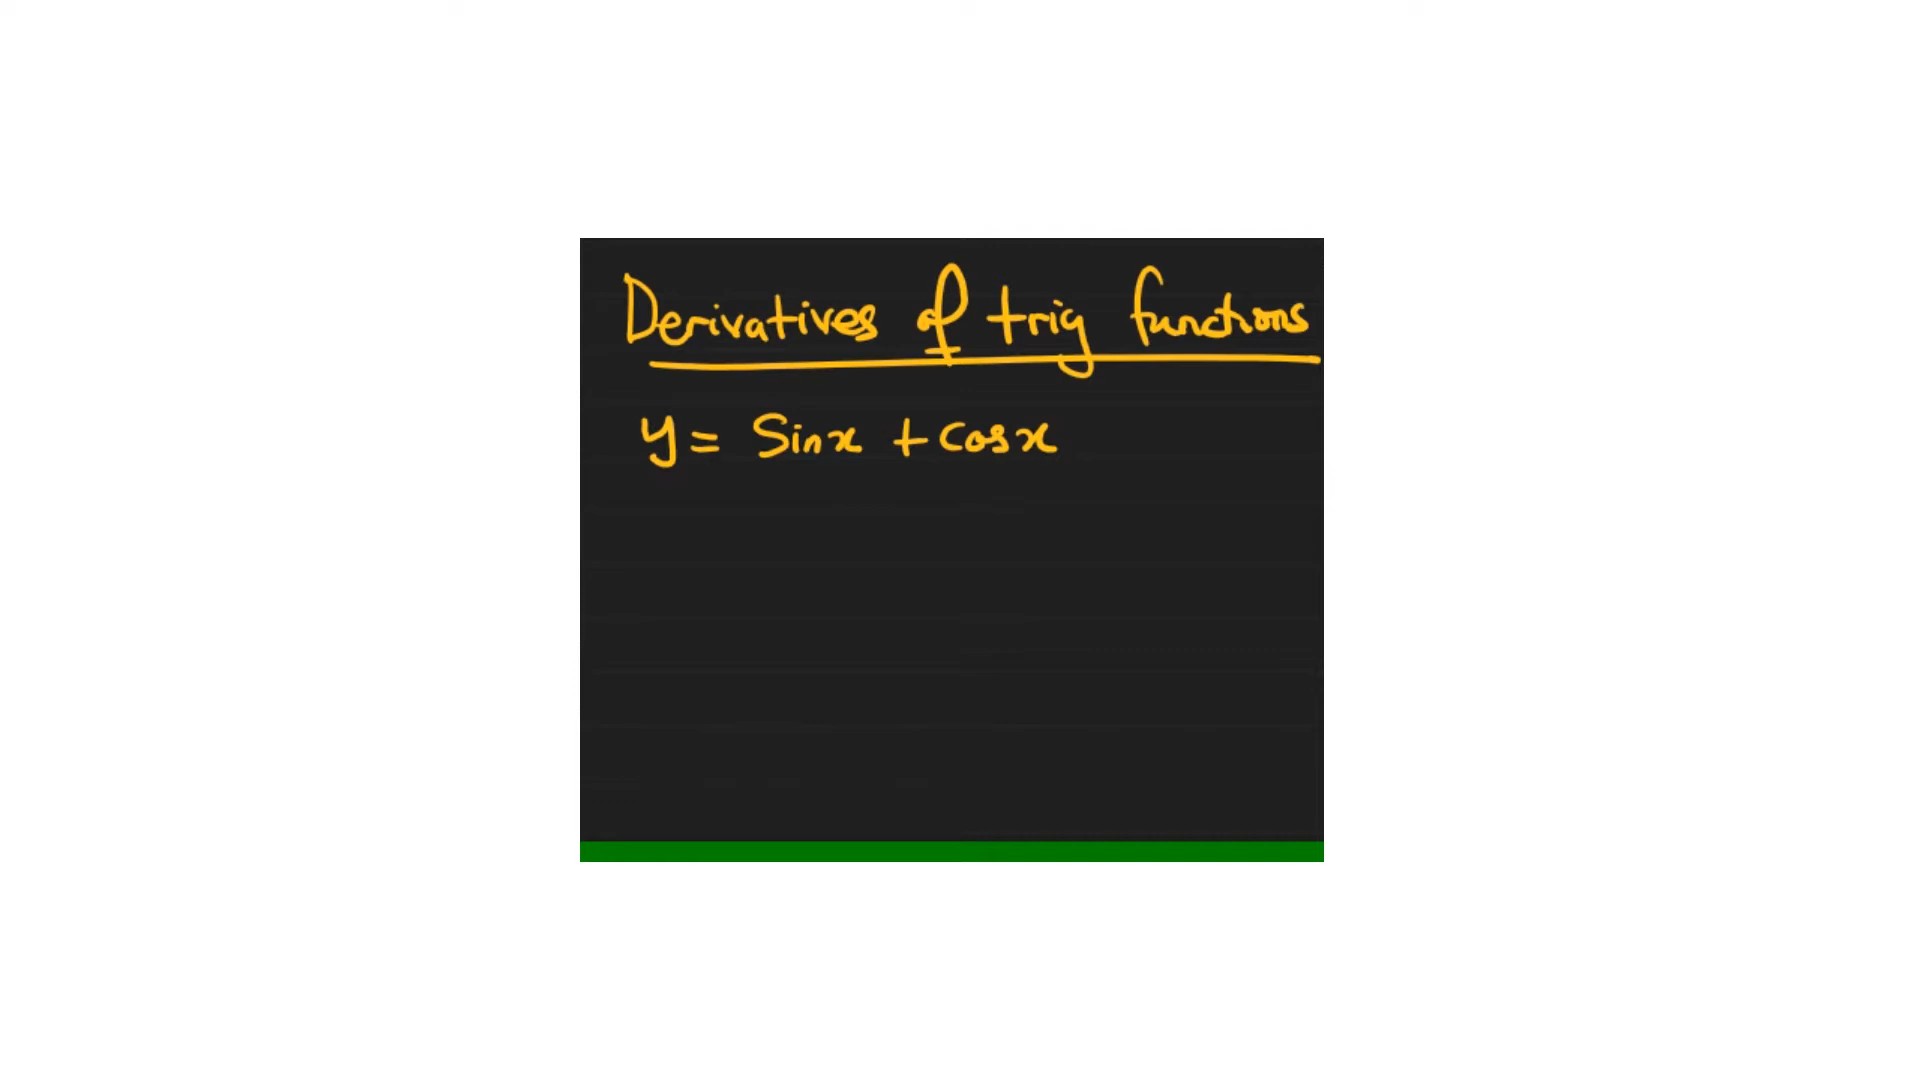 Derivatives of trig functions
y = Sinx + Cosx